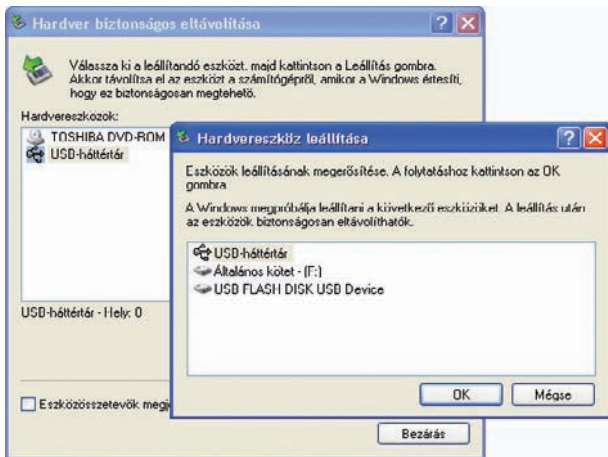 Hardver biztonságos eltávolítása
Válassza ki a leállítandó eszközt, majd kattintson a Leállítás gombra.
Akkor távolítsa el az eszközt a számítógépről, amikor a Windows értesíti,
hogy ez biztonságosan megtehető.
Hardvereszközök:
TOSHIBA DVD-ROM
USB-háttértár
USB-háttértár - Hely: 0
Eszközösszetevők megj
Bezárás
Hardvereszköz leállítása
Eszközök leállításának megerősítése. A folytatáshoz kattintson az OK
gombra
A Windows megpróbálja leállítani a következő eszközüket. A leállítás után
az eszközök biztonságosan eltávolíthatók.
USB-háttértár
Általános kötet - (F:)
USB FLASH DISK USB Device
OK
Mégse